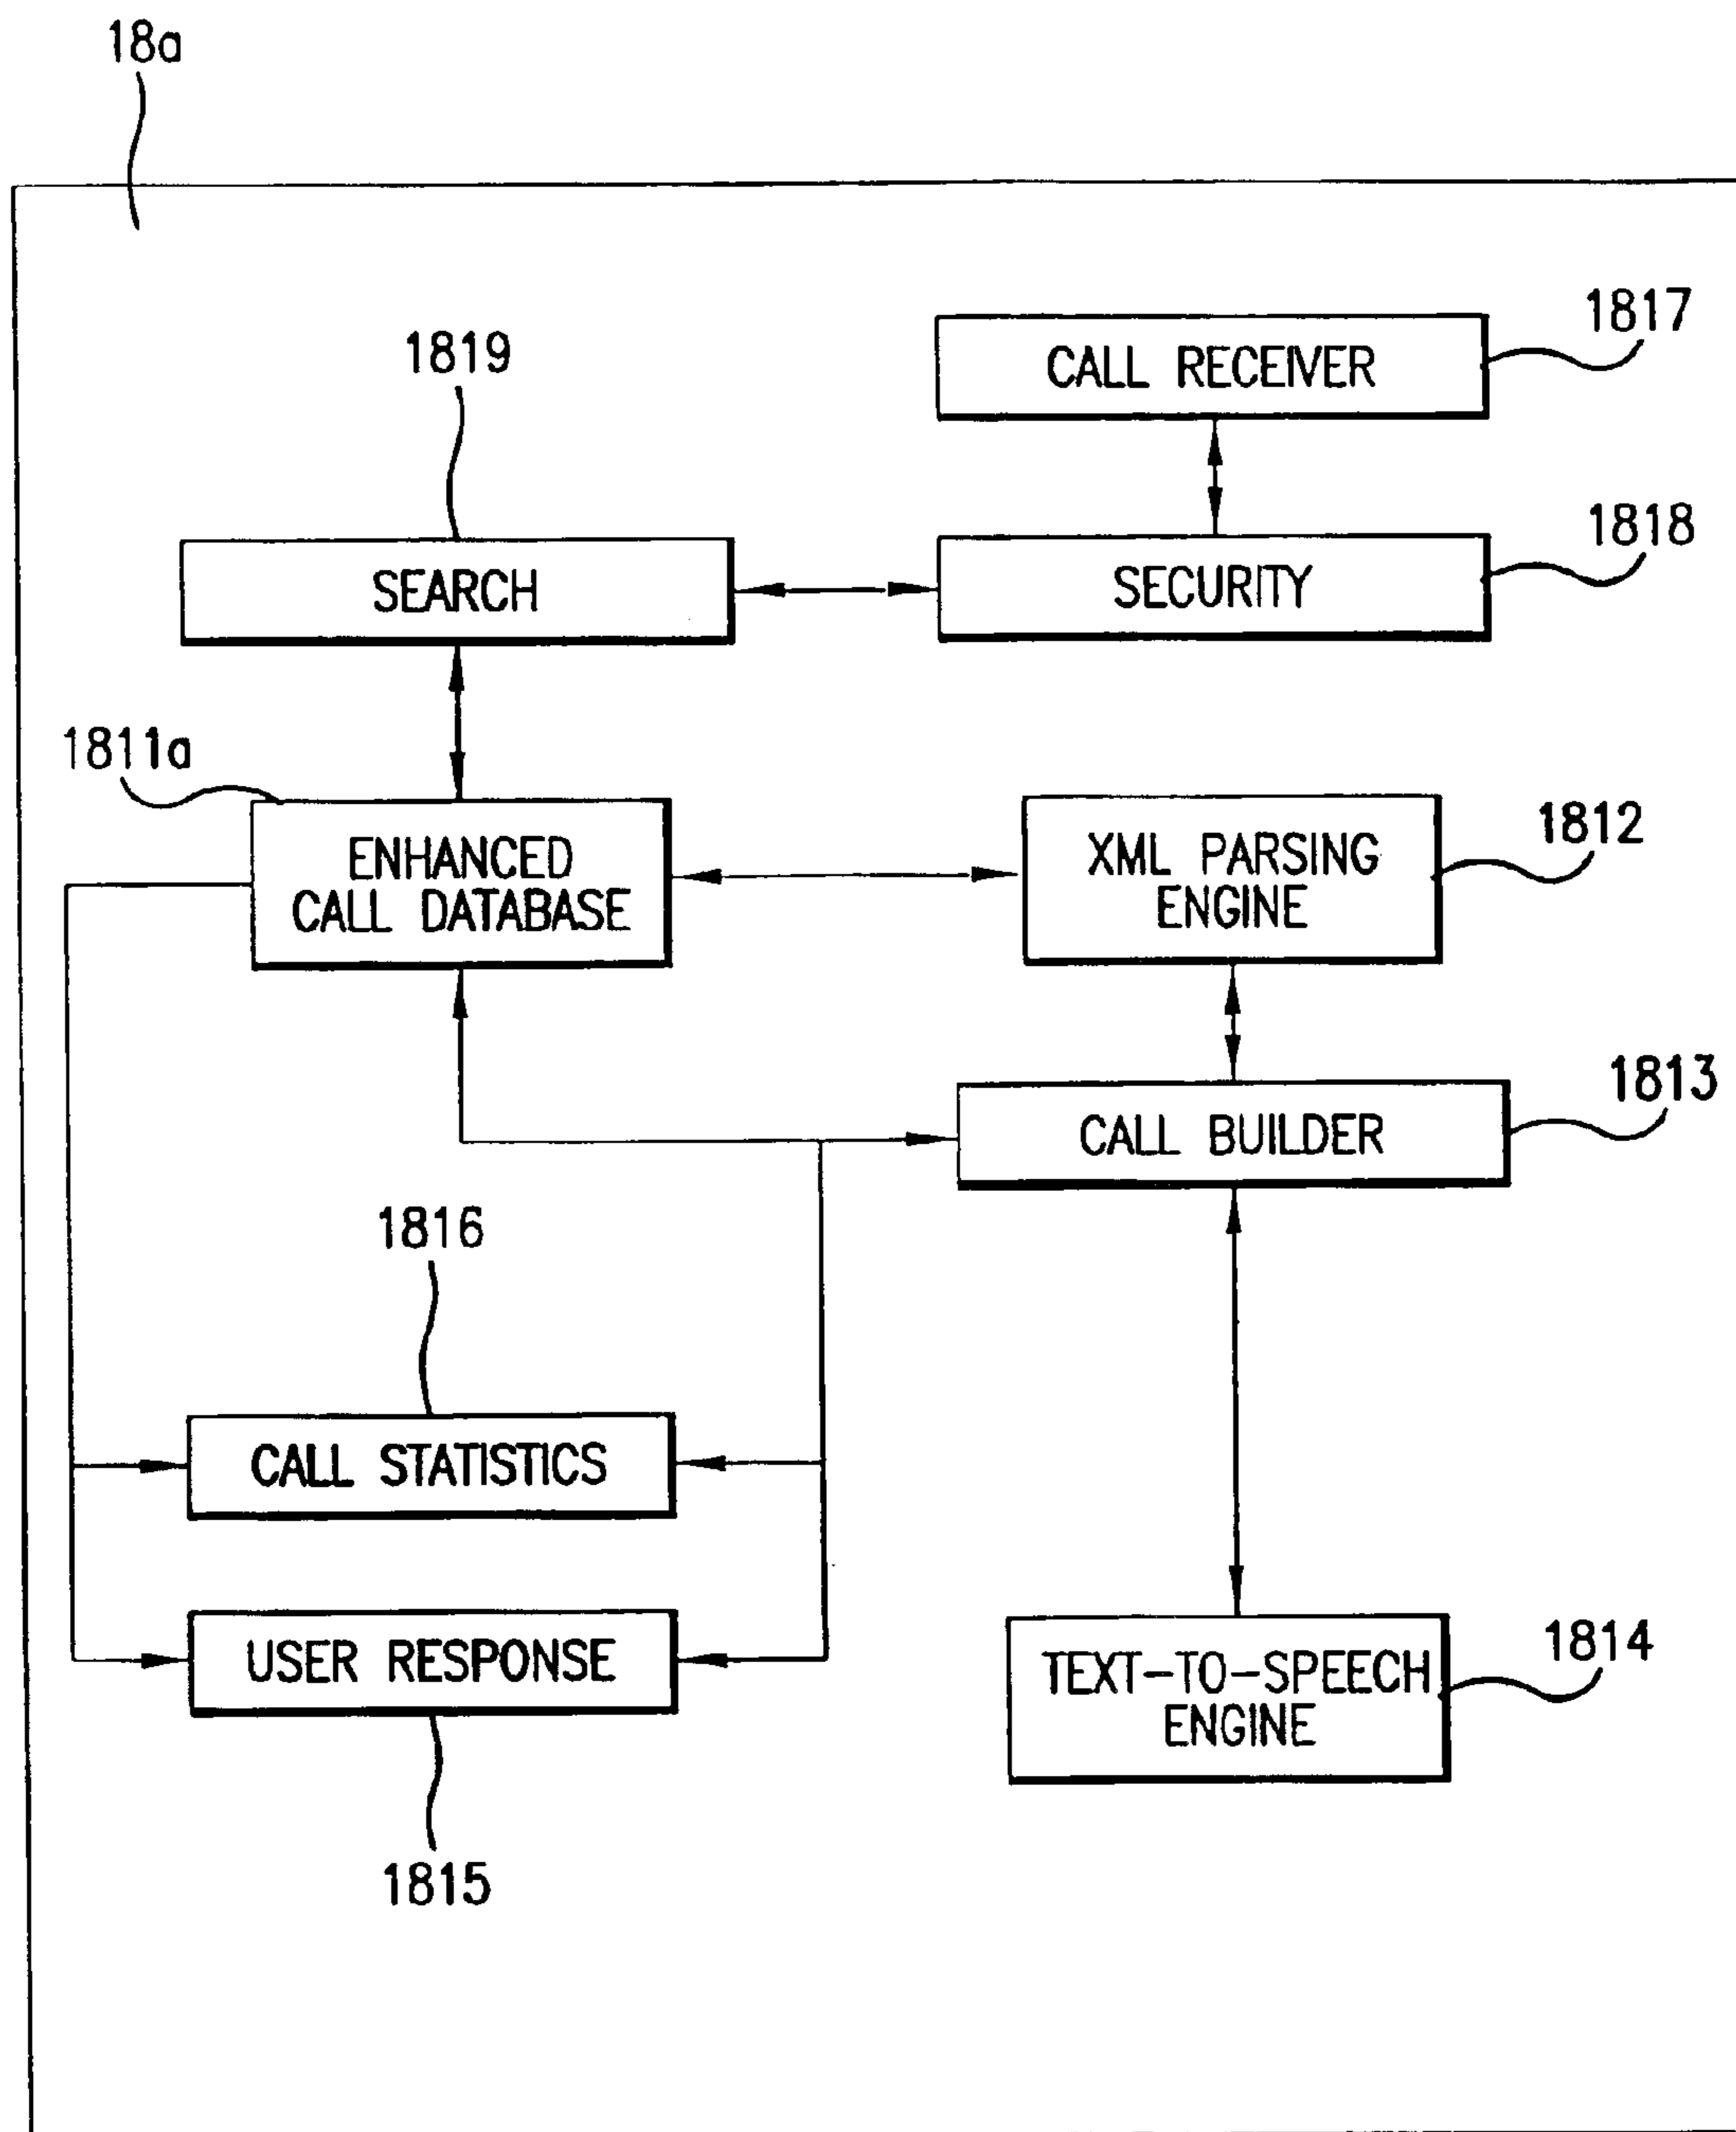 18a
1817
CALL RECEIVER
1819
1818
SEARCH
SECURITY
1811a
ENHANCED
CALL DATABASE
XML PARSING
ENGINE
1812
1813
CALL BUILDER
1816
CALL STATISTICS
USER RESPONSE
1815
TEXT-TO-SPEECH
ENGINE
1814